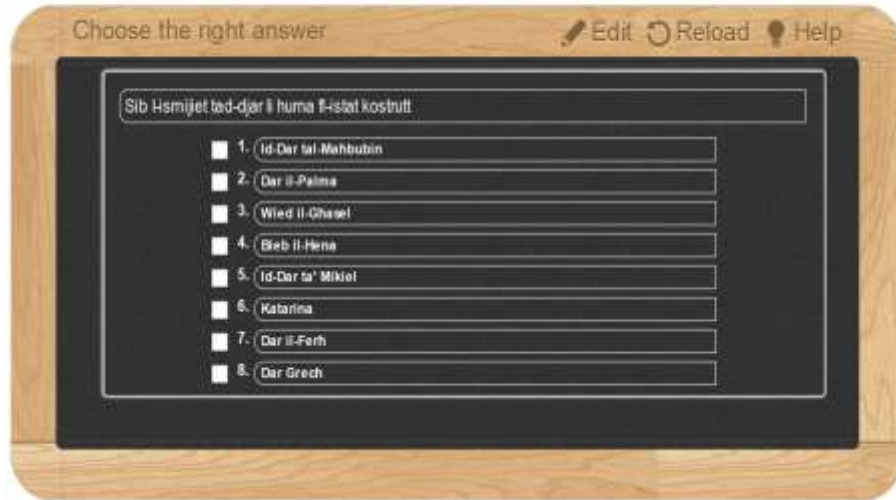 Choose the right answer
Edit Reload Help
Sib l-ismijiet tad-djar li huma fl-istat kostrutt
1. Id-Dar tal-Mahbubin
2. Dar il-Palma
3. Wied il-Ghasel
4. Bieb il-Hena
5. Id-Dar ta' Mikiel
6. Katarina
7. Dar il-Ferh
8. Dar Grech